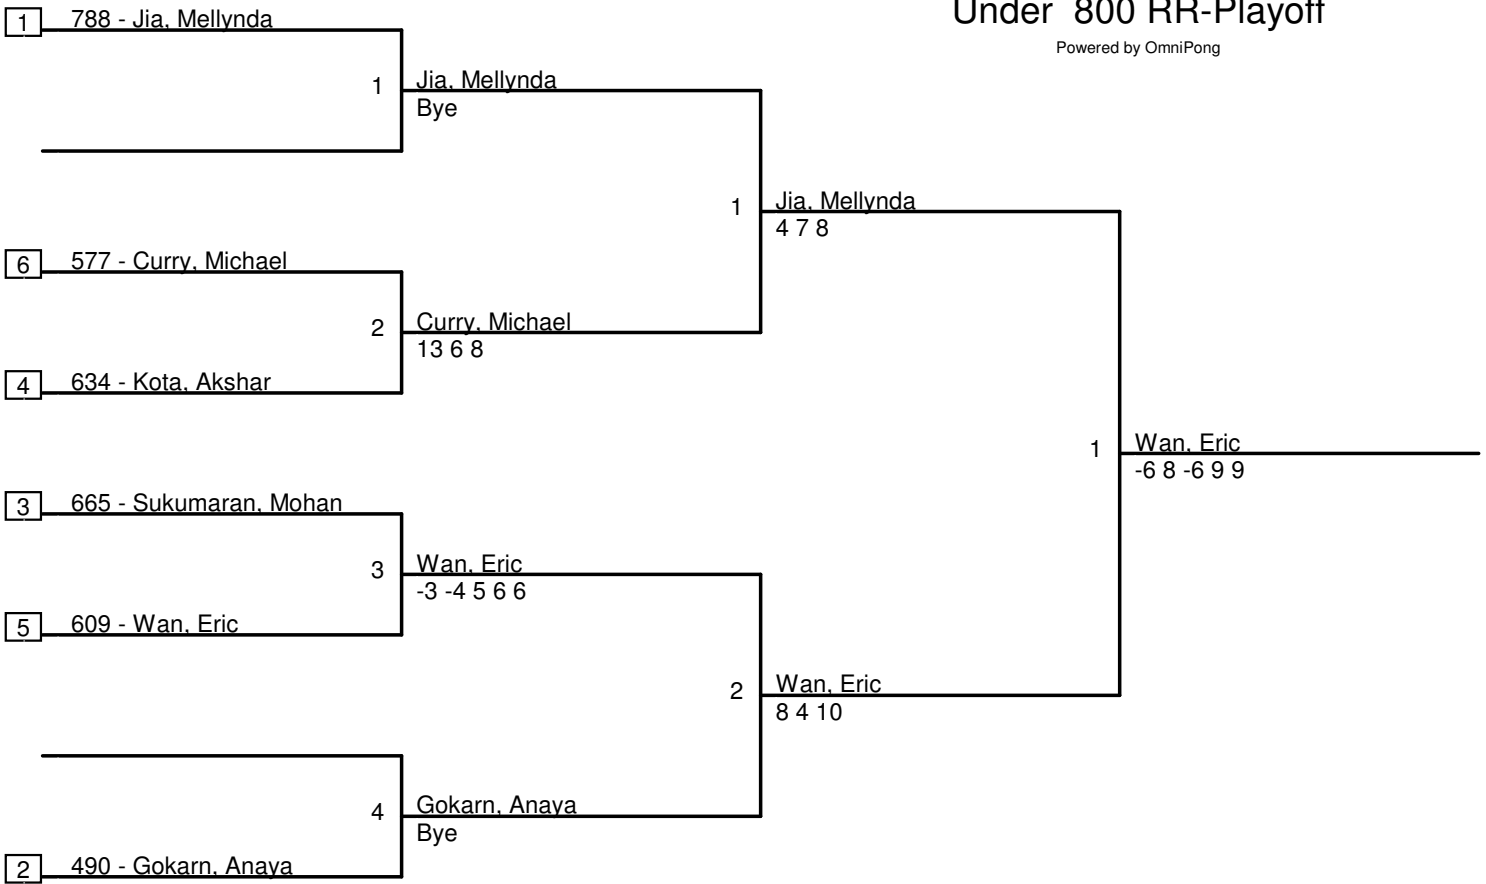 Under 800 RR-Playoff
Powered by OmniPong
1 788 - Jia, Mellynda
1 Jia, Mellynda
Bye
1 Jia, Mellynda
4 7 8
6 577 - Curry, Michael
2 Curry, Michael
13 6 8
4 634 - Kota, Akshar
1 Wan, Eric
-6 8 -6 9 9
3 665 - Sukumaran, Mohan
3 Wan, Eric
-3 -4 5 6 6
5 609 - Wan, Eric
2 Wan, Eric
8 4 10
4 Gokarn, Anaya
Bye
2 490 - Gokarn, Anaya